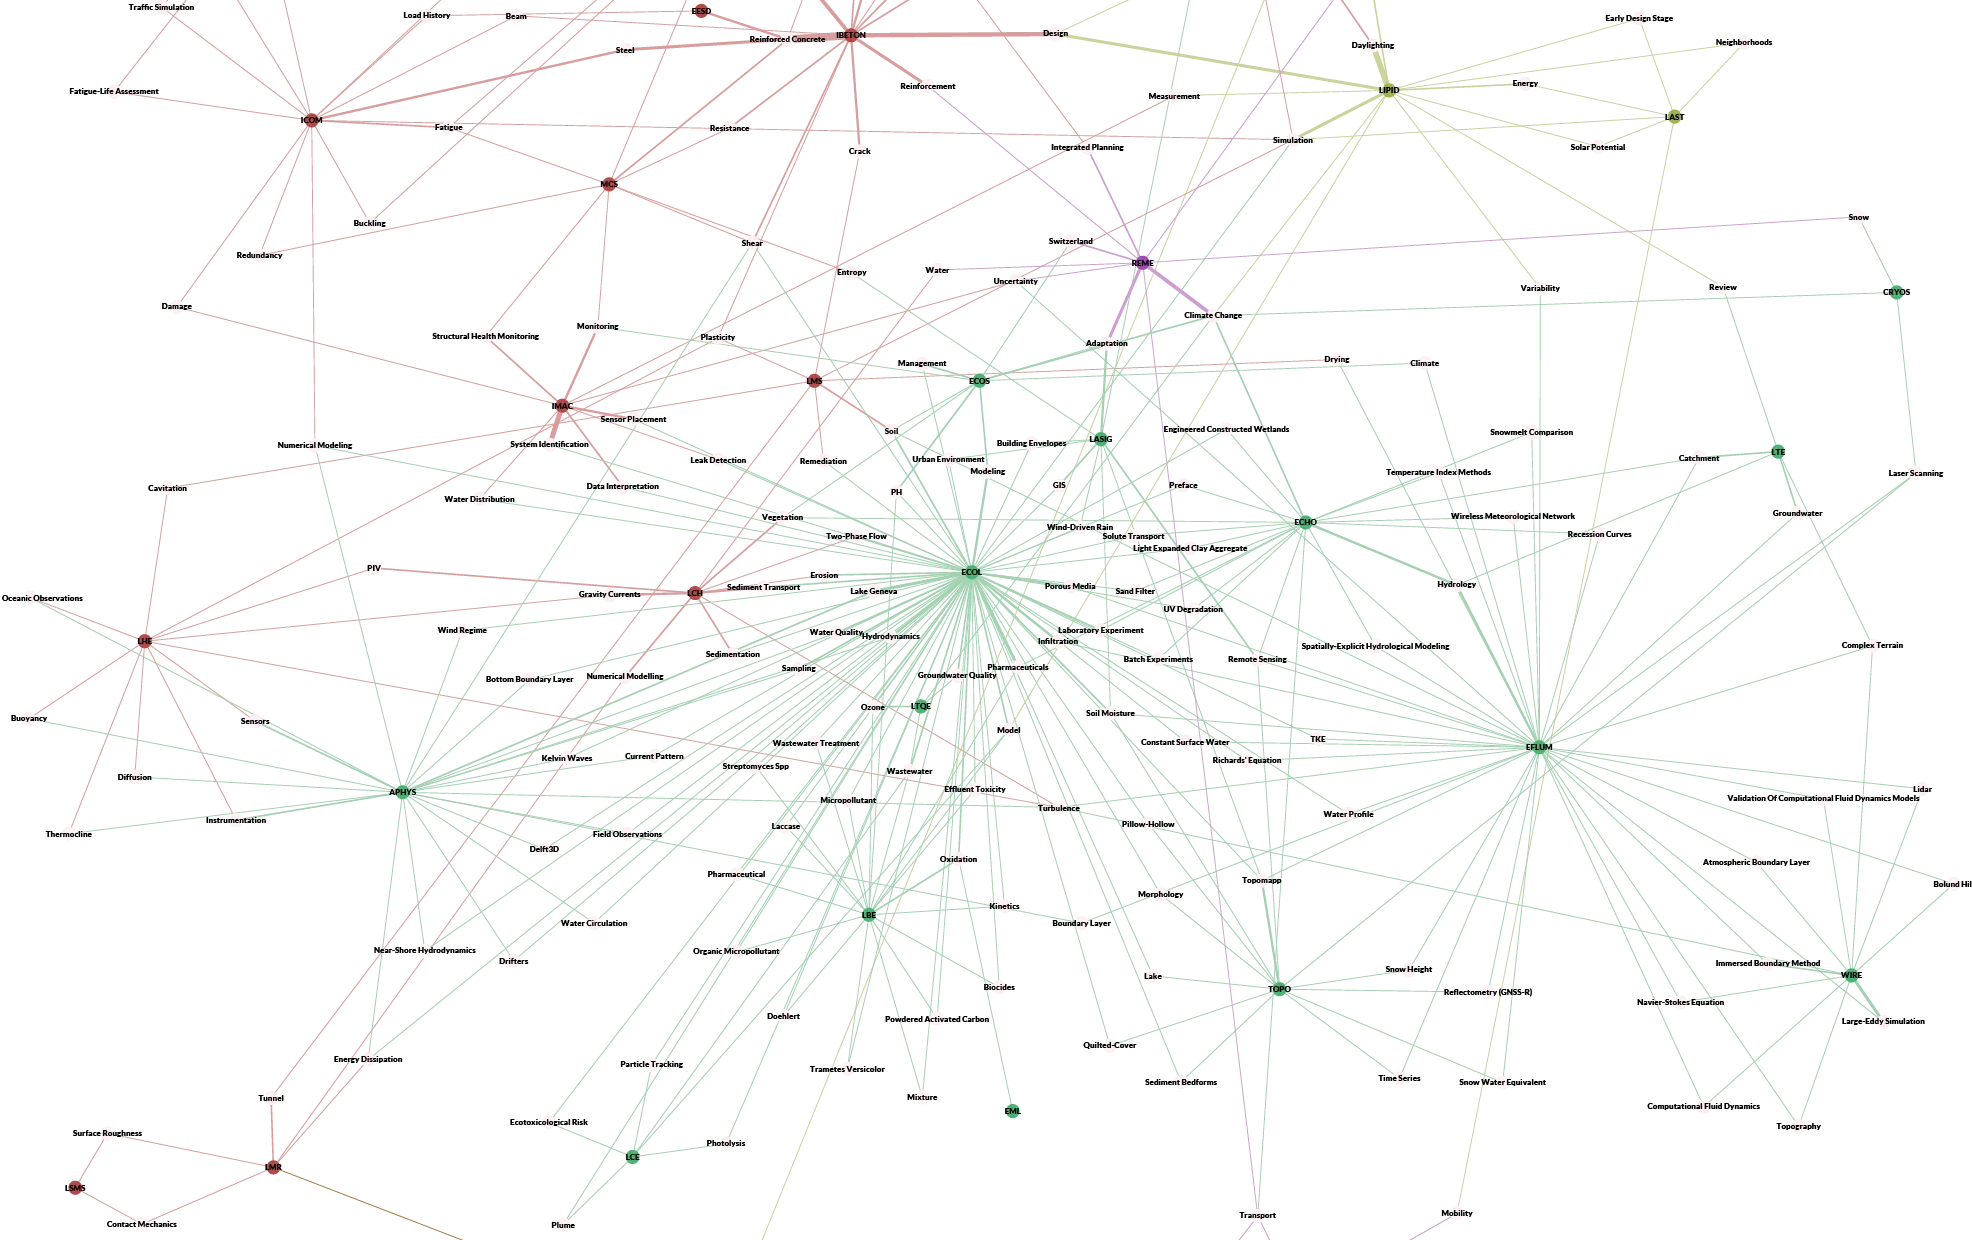 Traffic Simulation
Load History
Beam
EESD
Reinforced Concrete
IBETON
Design
Early Design Stage
Neighborhoods
Daylighting
Steel
Fatigue-Life Assessment
Reinforcement
Measurement
LIPID
Energy
LAST
ICOM
Fatigue
Resistance
Crack
Integrated Planning
Simulation
Solar Potential
MCS
Buckling
Redundancy
Shear
Switzerland
REME
Snow
Entropy
Water
Uncertainty
Variability
Review
CRYOS
Damage
Structural Health Monitoring
Monitoring
Plasticity
Climate Change
Adaptation
Management
Drying
Climate
LMS
ECOS
IMAC
Sensor Placement
Soil
Numerical Modeling
System Identification
Building Envelopes
LASIG
Engineered Constructed Wetlands
Snowmelt Comparison
LTE
Leak Detection
Remediation
Urban Environment
Modeling
Catchment
Temperature Index Methods
Laser Scanning
Cavitation
Water Distribution
Data Interpretation
PH
GIS
Preface
Vegetation
Wind-Driven Rain
ECHO
Wireless Meteorological Network
Groundwater
Two-Phase Flow
Solute Transport
Light Expanded Clay Aggregate
Recession Curves
PIV
ECOL
Erosion
Sediment Transport
Lake Geneva
Porous Media
Sand Filter
Hydrology
Oceanic Observations
Gravity Currents
LCH
UV Degradation
Wind Regime
Water Quality
Hydrodynamics
Laboratory Experiment
Infiltration
LHE
Sedimentation
Batch Experiments
Remote Sensing
Spatially-Explicit Hydrological Modeling
Complex Terrain
Bottom Boundary Layer
Numerical Modelling
Sampling
Groundwater Quality
Pharmaceuticals
Buoyancy
Sensors
Ozone
LTQE
Soil Moisture
Model
Kelvin Waves
Current Pattern
Wastewater Treatment
Constant Surface Water
TKE
EFLUM
Diffusion
Streptomyces Spp
Wastewater
Richards' Equation
APHYS
Effluent Toxicity
Lidar
Validation Of Computational Fluid Dynamics Models
Thermocline
Instrumentation
Micropollutant
Turbulence
Water Profile
Delft3D
Field Observations
Laccase
Pillow-Hollow
Oxidation
Atmospheric Boundary Layer
Pharmaceutical
Topomapp
Bolund Hil
Morphology
Water Circulation
LBE
Kinetics
Boundary Layer
Near-Shore Hydrodynamics
Drifters
Organic Micropollutant
Immersed Boundary Method
Lake
Snow Height
WIRE
Biocides
TOPO
Reflectometry (GNSS-R)
Navier-Stokes Equation
Doehlert
Powdered Activated Carbon
Large-Eddy Simulation
Quilted-Cover
Energy Dissipation
Particle Tracking
Trametes Versicolor
Sediment Bedforms
Time Series
Snow Water Equivalent
Tunnel
Mixture
EML
Computational Fluid Dynamics
Ecotoxicological Risk
Topography
Surface Roughness
Photolysis
LCE
LMR
LSMS
Contact Mechanics
Plume
Transport
Mobility